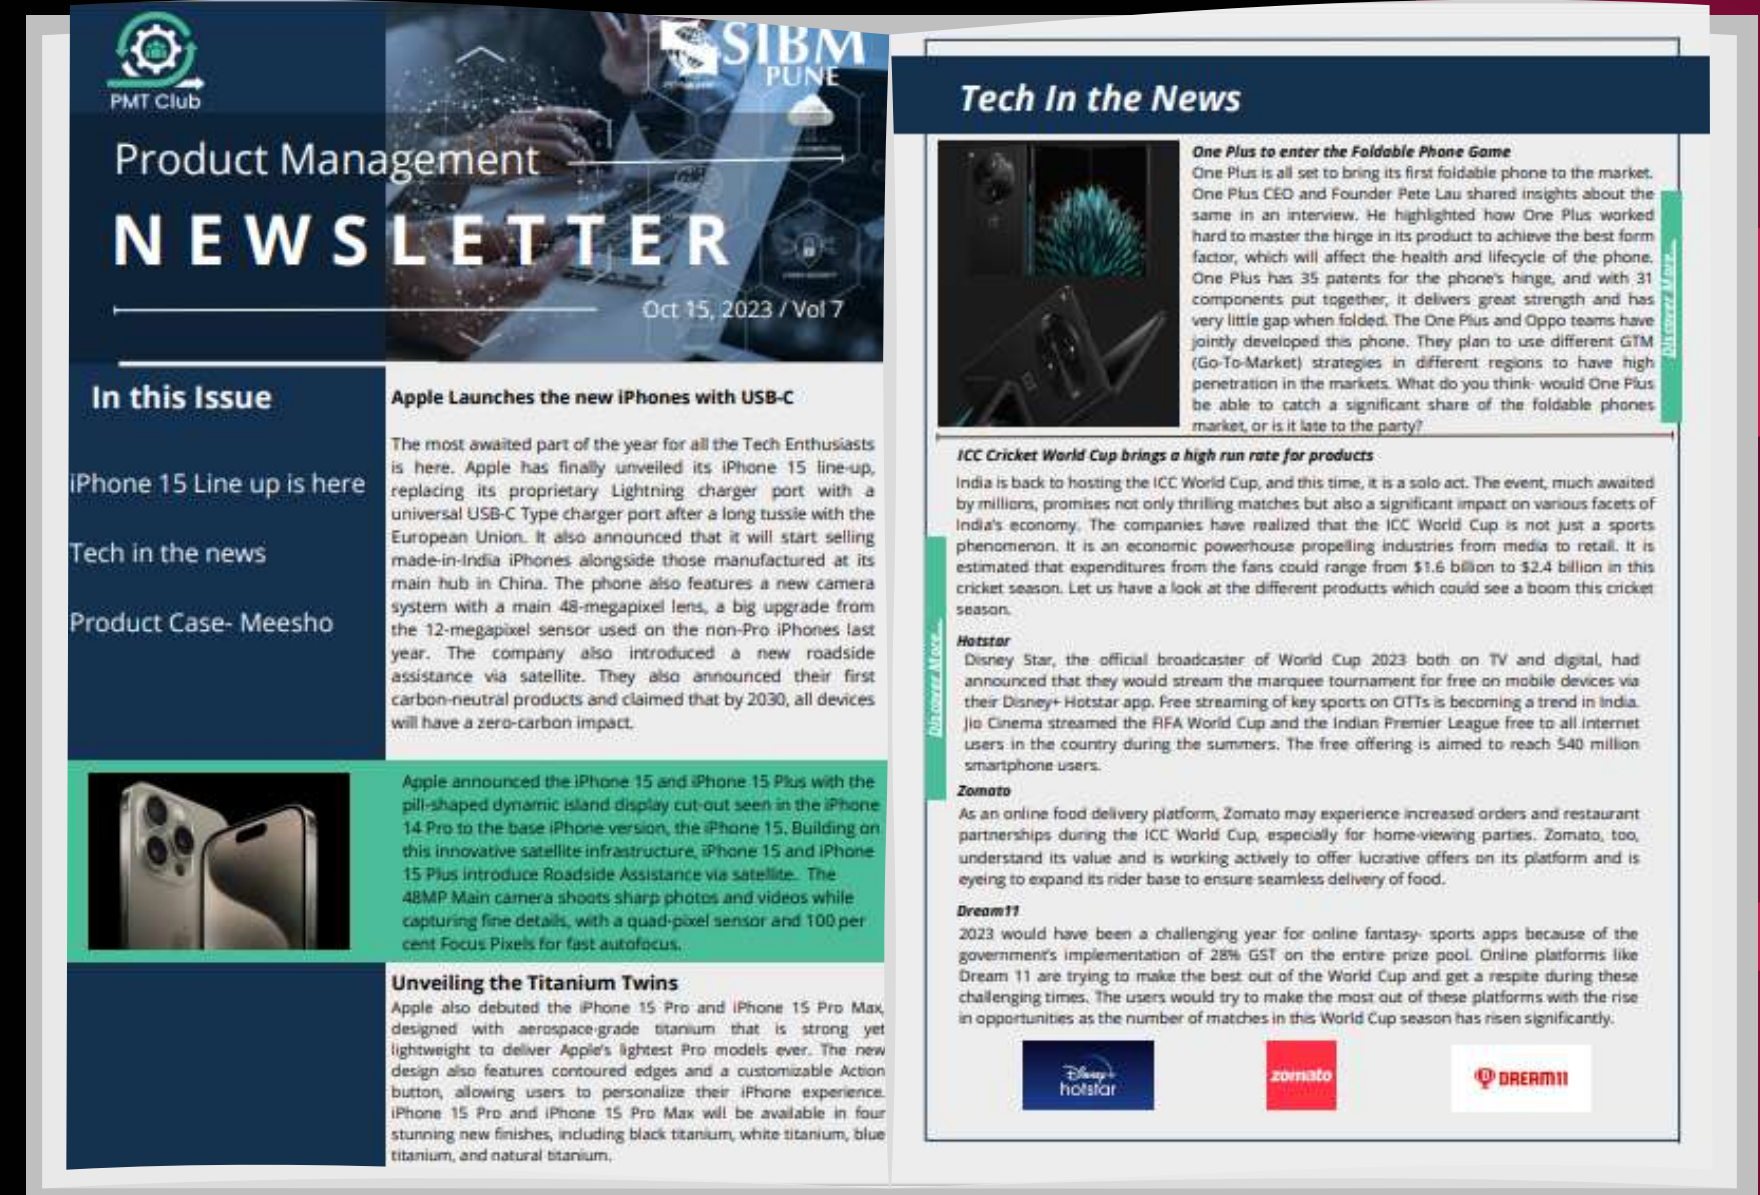 PMT Club
SIBM
PUNE
Product Management
NEWSLETTER
Oct 15, 2023 / Vol 7
In this Issue
iPhone 15 Line up is here
Tech in the news
Product Case- Meesho
Apple Launches the new iPhones with USB-C
The most awaited part of the year for all the Tech Enthusiasts
is here. Apple has finally unveiled its iPhone 15 line-up,
replacing its proprietary Lightning charger port with a
universal USB-C Type charger port after a long tussle with the
European Union. It also announced that it will start selling
made-in-India iPhones alongside those manufactured at its
main hub in China. The phone also features a new camera
system with a main 48-megapixel lens, a big upgrade from
the 12-megapixel sensor used on the non-Pro iPhones last
year. The company also introduced a new roadside
assistance via satellite. They also announced their first
carbon-neutral products and claimed that by 2030, all devices
will have a zero-carbon impact.
Apple announced the iPhone 15 and iPhone 15 Plus with the
pill-shaped dynamic island display cut-out seen in the iPhone
14 Pro to the base iPhone version, the iPhone 15. Building on
this innovative satellite infrastructure, iPhone 15 and iPhone
15 Plus introduce Roadside Assistance via satellite. The
48MP Main camera shoots sharp photos and videos while
capturing fine details, with a quad-pixel sensor and 100 per
cent Focus Pixels for fast autofocus.
Unveiling the Titanium Twins
Apple also debuted the iPhone 15 Pro and iPhone 15 Pro Max,
designed with aerospace-grade titanium that is strong yet
lightweight to deliver Apple's lightest Pro models ever. The new
design also features contoured edges and a customizable Action
button, allowing users to personalize their iPhone experience.
iPhone 15 Pro and iPhone 15 Pro Max will be available in four
stunning new finishes, including black titanium, white titanium, blue
titanium, and natural titanium.
Tech In the News
One Plus to enter the Foldable Phone Game
One Plus is all set to bring its first foldable phone to the market.
One Plus CEO and Founder Pete Lau shared insights about the
same in an interview. He highlighted how One Plus worked
hard to master the hinge in its product to achieve the best form
factor, which will affect the health and lifecycle of the phone.
One Plus has 35 patents for the phone's hinge, and with 31
components put together, it delivers great strength and has
very little gap when folded. The One Plus and Oppo teams have
jointly developed this phone. They plan to use different GTM
(Go-To-Market) strategies in different regions to have high
penetration in the markets. What do you think- would One Plus
be able to catch a significant share of the foldable phones
market, or is it late to the party?
Discover More...
ICC Cricket World Cup brings a high run rate for products
India is back to hosting the ICC World Cup, and this time, it is a solo act. The event, much awaited
by millions, promises not only thrilling matches but also a significant impact on various facets of
India's economy. The companies have realized that the ICC World Cup is not just a sports
phenomenon. It is an economic powerhouse propelling industries from media to retail. It is
estimated that expenditures from the fans could range from $1.6 billion to $2.4 billion in this
cricket season. Let us have a look at the different products which could see a boom this cricket
season.
Discover More...
Hotstar
Disney Star, the official broadcaster of World Cup 2023 both on TV and digital, had
announced that they would stream the marquee tournament for free on mobile devices via
their Disney+ Hotstar app. Free streaming of key sports on OTTs is becoming a trend in India.
Jio Cinema streamed the FIFA World Cup and the Indian Premier League free to all internet
users in the country during the summers. The free offering is aimed to reach 540 million
smartphone users.
Zomato
As an online food delivery platform, Zomato may experience increased orders and restaurant
partnerships during the ICC World Cup, especially for home-viewing parties. Zomato, too,
understand its value and is working actively to offer lucrative offers on its platform and is
eyeing to expand its rider base to ensure seamless delivery of food.
Dream11
2023 would have been a challenging year for online fantasy- sports apps because of the
government's implementation of 28% GST on the entire prize pool. Online platforms like
Dream 11 are trying to make the best out of the World Cup and get a respite during these
challenging times. The users would try to make the most out of these platforms with the rise
in opportunities as the number of matches in this World Cup season has risen significantly.
Disney+
hotstar
zomato
DREAM11